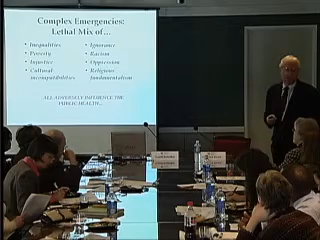 Complex Emergencies:
Lethal Mix of...
• Inequalities
• Poverty
• Injustice
• Cultural
incompatibilities
• Ignorance
• Racism
• Oppression
• Religious
fundamentalism
ALL ADVERSELY INFLUENCE THE
PUBLIC HEALTH...